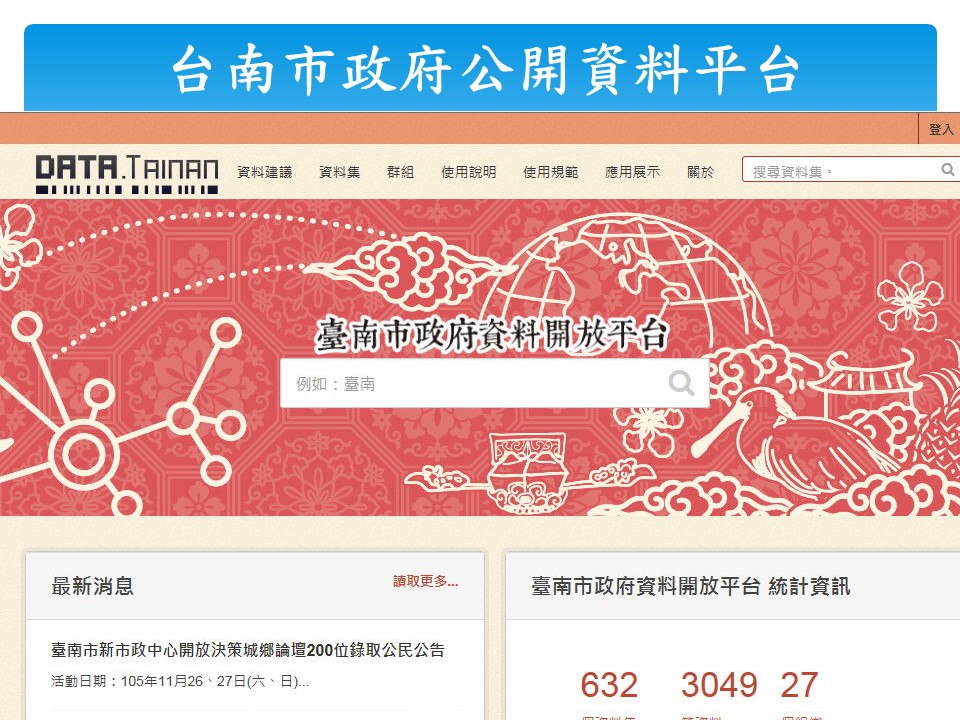 台南市政府公開資料平台
登入
DATA.TAINAN 資料建議 資料集 群組 使用說明 使用規範 應用展示 關於 搜尋資料集。
臺南市政府資料開放平台
例如：臺南
最新消息 讀取更多...
臺南市政府資料開放平台 統計資訊
臺南市新市政中心開放決策城鄉論壇200位錄取公民公告
活動日期：105年11月26、27日(六、日)...
632 3049 27